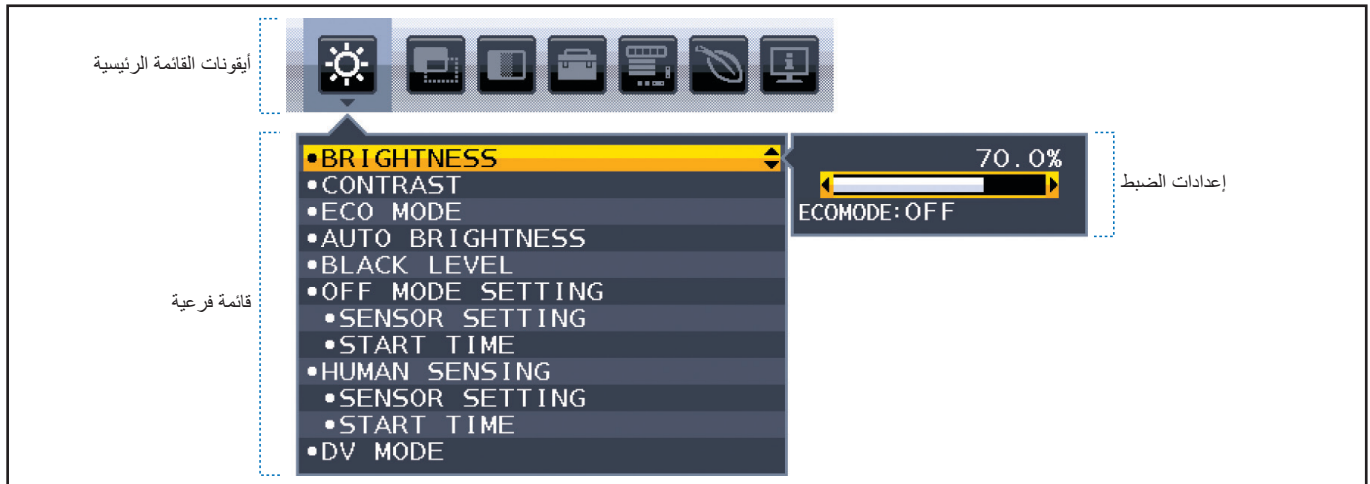 أيقونات القائمة الرئيسية
•BRIGHTNESS
•CONTRAST
•ECO MODE
•AUTO BRIGHTNESS
•BLACK LEVEL
•OFF MODE SETTING
•SENSOR SETTING
•START TIME
•HUMAN SENSING
•SENSOR SETTING
•START TIME
•DV MODE
70.0%
ECOMODE:OFF
إعدادات الضبط
قائمة فرعية